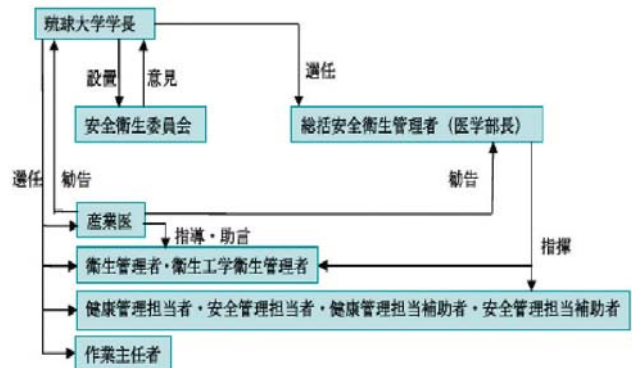 琉球大学学長
設置
意見
選任
安全衛生委員会
総括安全衛生管理者（医学部長）
選任
勧告
勧告
産業医
指導・助言
指揮
衛生管理者・衛生工学衛生管理者
健康管理担当者・安全管理担当者・健康管理担当補助者・安全管理担当補助者
作業主任者